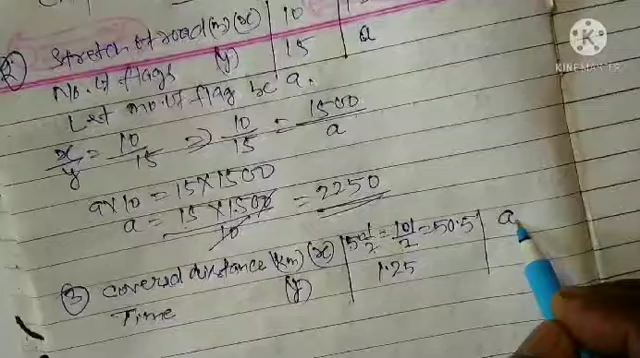 ② Stretch of road (m) (x) | 10 |
No. of flags (y) | 15 | a
Let no. of flag be a.
x/y = 10/15 ⇒ 10/15 = 1500/a
a×10 = 15×1500
a = 15×1500/10 = 2250
③ Covered distance (km) (x) | 50 1/2 = 101/2 = 50.5 | a
Time (y) | 1.25 |
KINEMASTER